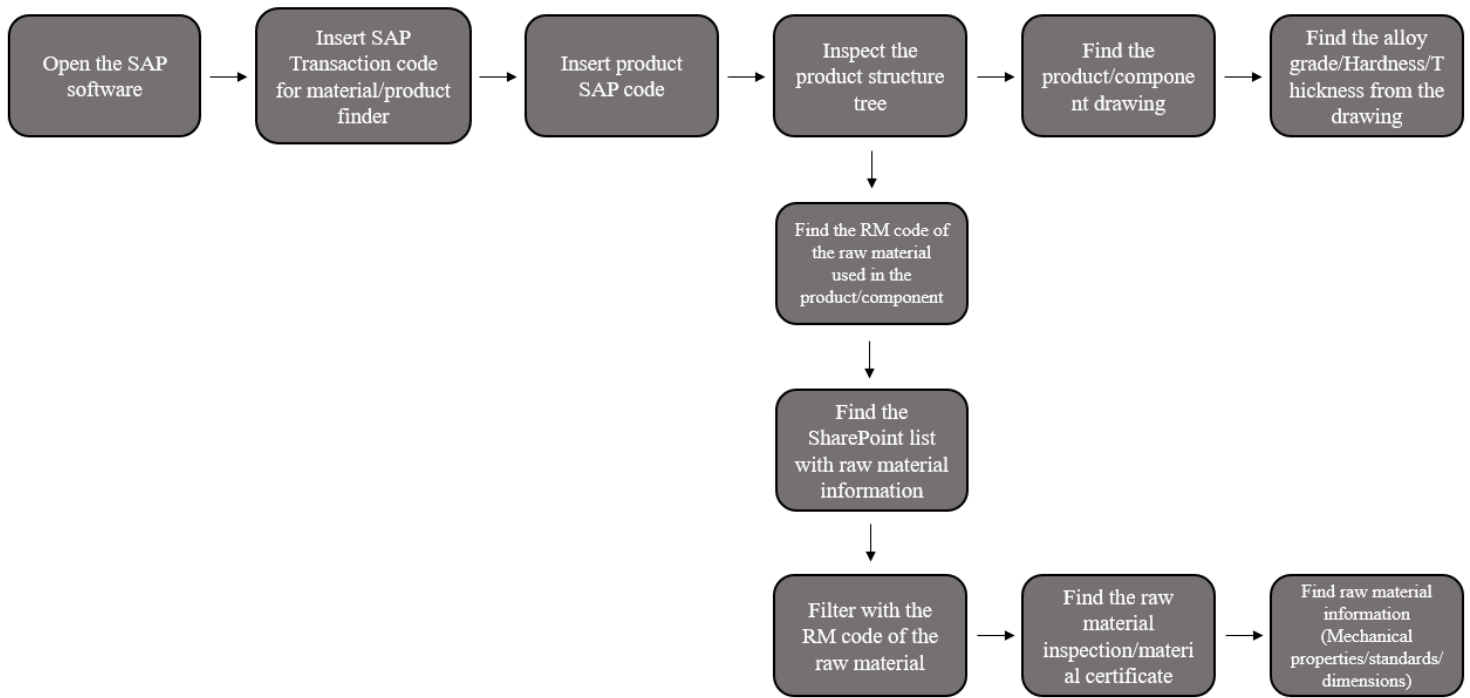 Open the SAP
software
Insert SAP
Transaction code
for material/product
finder
Insert product
SAP code
Inspect the
product structure
tree
Find the
product/compone
nt drawing
Find the alloy
grade/Hardness/T
hickness from the
drawing
Find the RM code of
the raw material
used in the
product/component
Find the
SharePoint list
with raw material
information
Filter with the
RM code of the
raw material
Find the raw
material
inspection/materi
al certificate
Find raw material
information
(Mechanical
properties/standards/
dimensions)